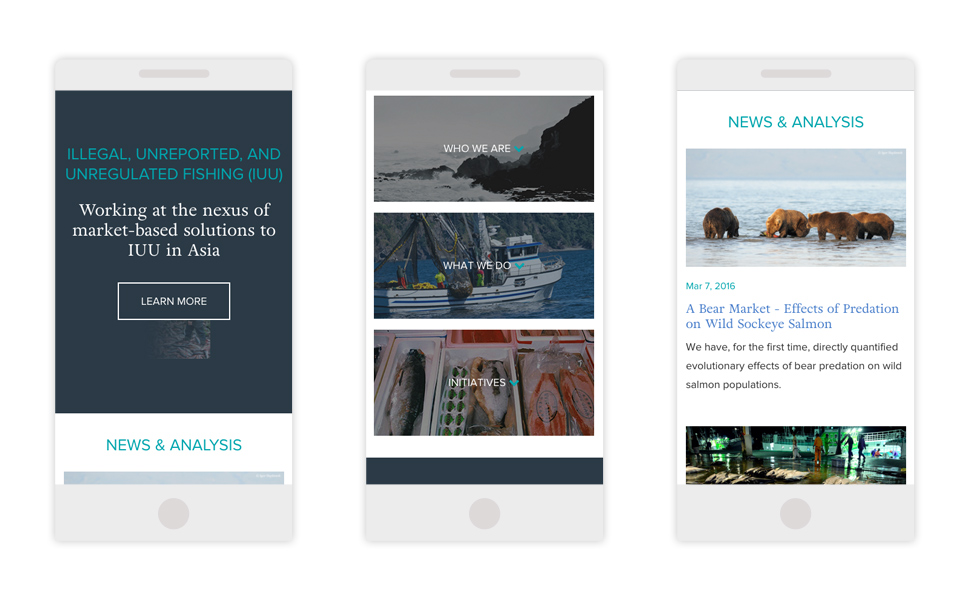 ILLEGAL, UNREPORTED, AND
UNREGULATED FISHING (IUU)
Working at the nexus of
market-based solutions to
IUU in Asia
LEARN MORE
NEWS & ANALYSIS
WHO WE ARE
WHAT WE DO
INITIATIVES
NEWS & ANALYSIS
Mar 7, 2016
A Bear Market - Effects of Predation
on Wild Sockeye Salmon
We have, for the first time, directly quantified
evolutionary effects of bear predation on wild
salmon populations.